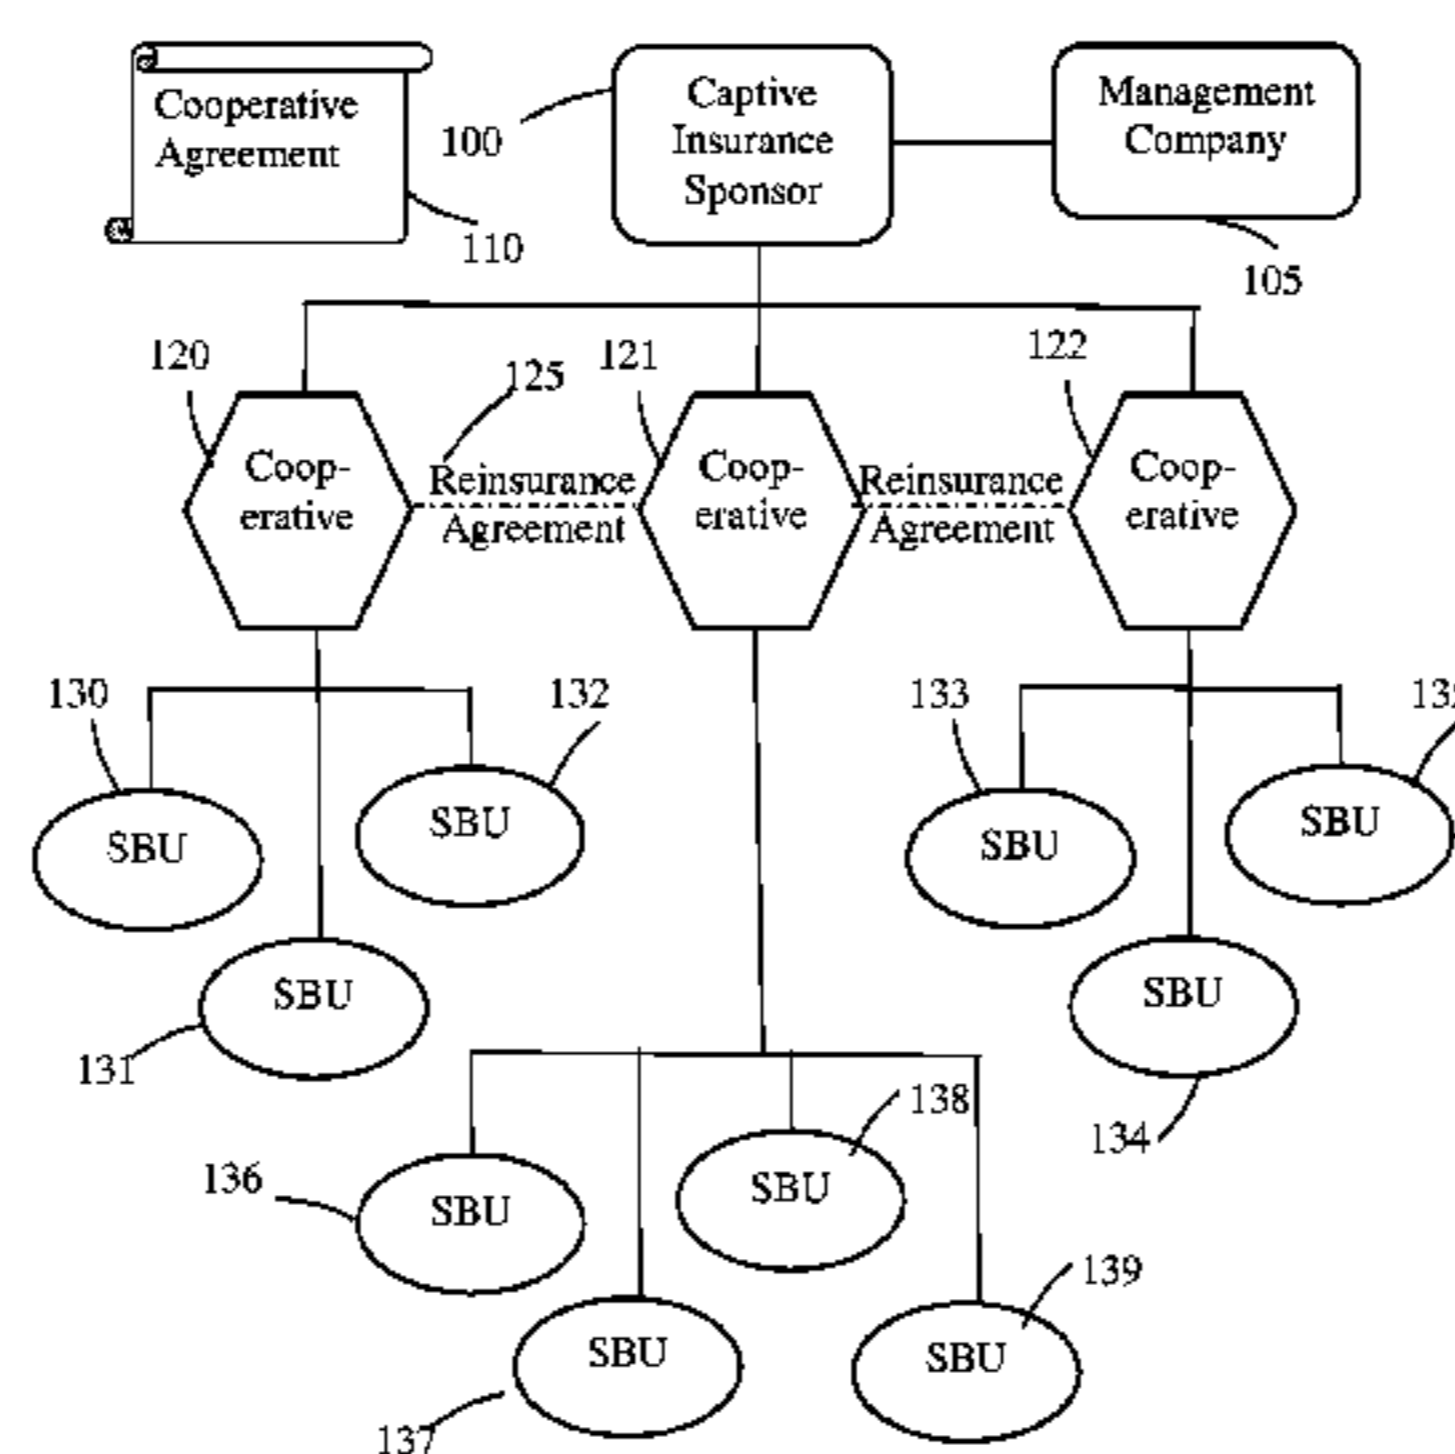 Cooperative
Agreement
110
100
Captive
Insurance
Sponsor
Management
Company
105
120
125
121
122
Coop-
erative
Reinsurance
Agreement
Coop-
erative
Reinsurance
Agreement
Coop-
erative
130
132
133
SBU
SBU
SBU
SBU
SBU
131
SBU
134
136
138
SBU
SBU
139
SBU
SBU
137